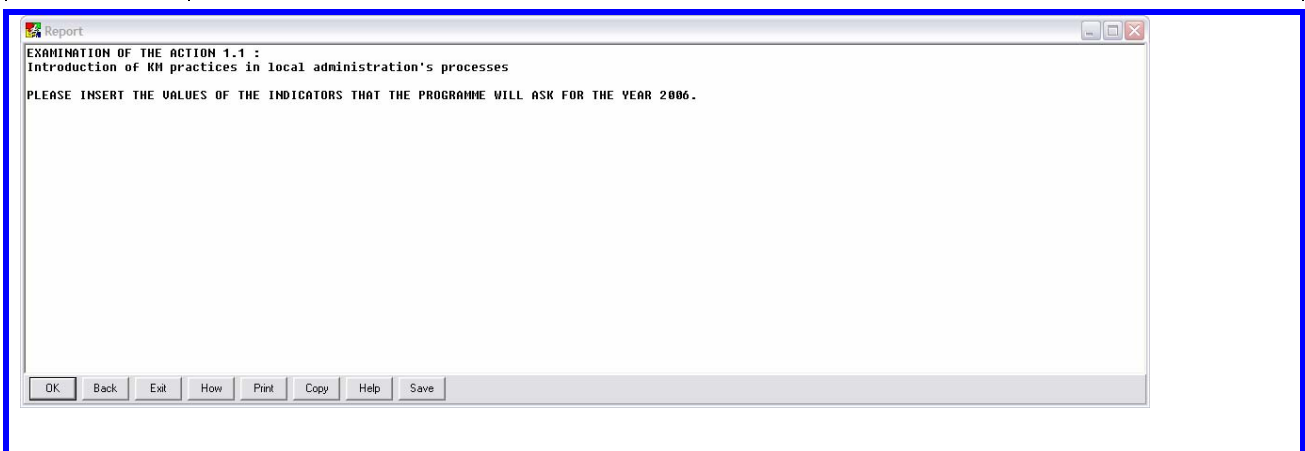 Report
EXAMINATION OF THE ACTION 1.1 :
Introduction of KM practices in local administration's processes
PLEASE INSERT THE VALUES OF THE INDICATORS THAT THE PROGRAMME WILL ASK FOR THE YEAR 2006.
OK Back Exit How Print Copy Help Save